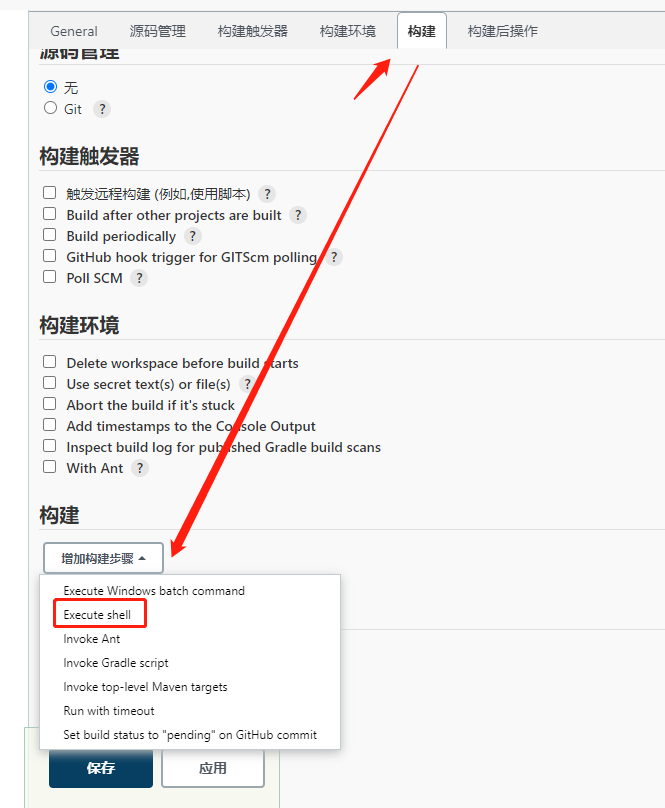 General 源码管理 构建触发器 构建环境 构建 构建后操作
源码管理
无
Git ?
构建触发器
触发远程构建 (例如,使用脚本) ?
Build after other projects are built ?
Build periodically ?
GitHub hook trigger for GITScm polling ?
Poll SCM ?
构建环境
Delete workspace before build starts
Use secret text(s) or file(s) ?
Abort the build if it's stuck
Add timestamps to the Console Output
Inspect build log for published Gradle build scans
With Ant ?
构建
增加构建步骤
Execute Windows batch command
Execute shell
Invoke Ant
Invoke Gradle script
Invoke top-level Maven targets
Run with timeout
Set build status to "pending" on GitHub commit
保存 应用